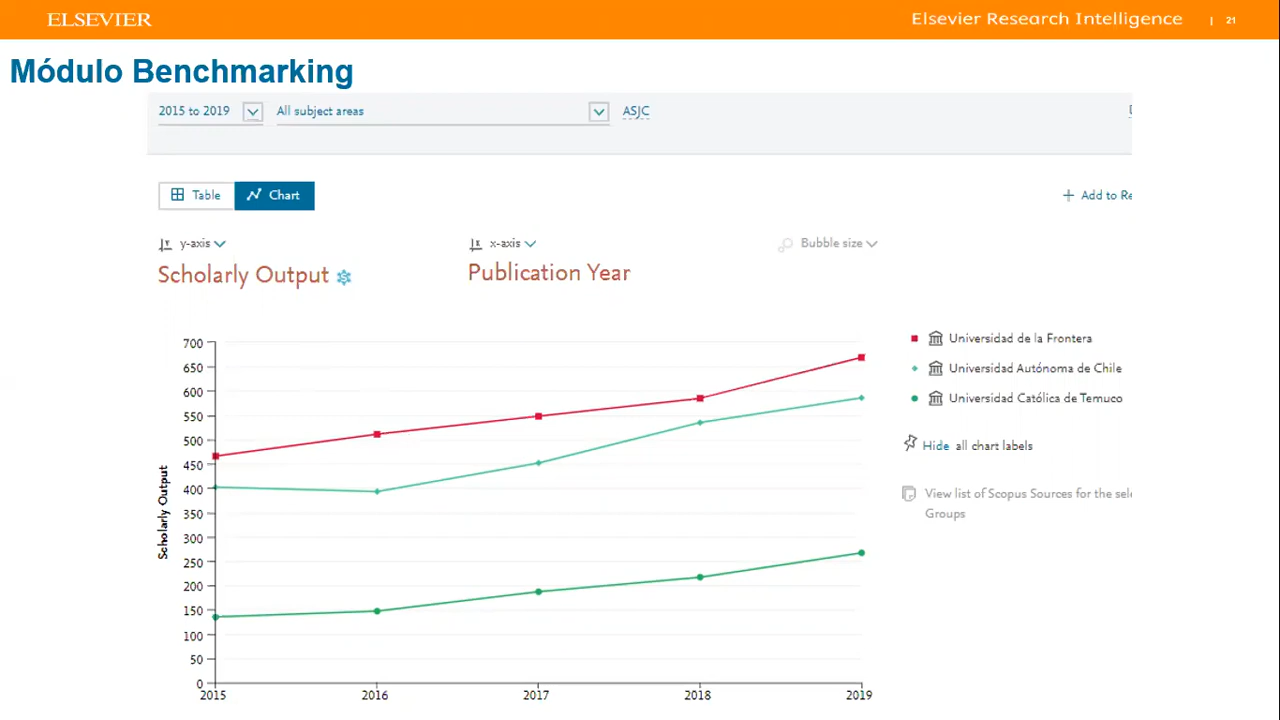 ELSEVIER
Elsevier Research Intelligence | 21
Módulo Benchmarking
2015 to 2019 All subject areas ASJC
Table Chart + Add to Re
y-axis x-axis Bubble size
Scholarly Output Publication Year
Scholarly Output
700
650
600
550
500
450
400
350
300
250
200
150
100
50
0
2015 2016 2017 2018 2019
Universidad de la Frontera
Universidad Autónoma de Chile
Universidad Católica de Temuco
Hide all chart labels
View list of Scopus Sources for the sele
Groups